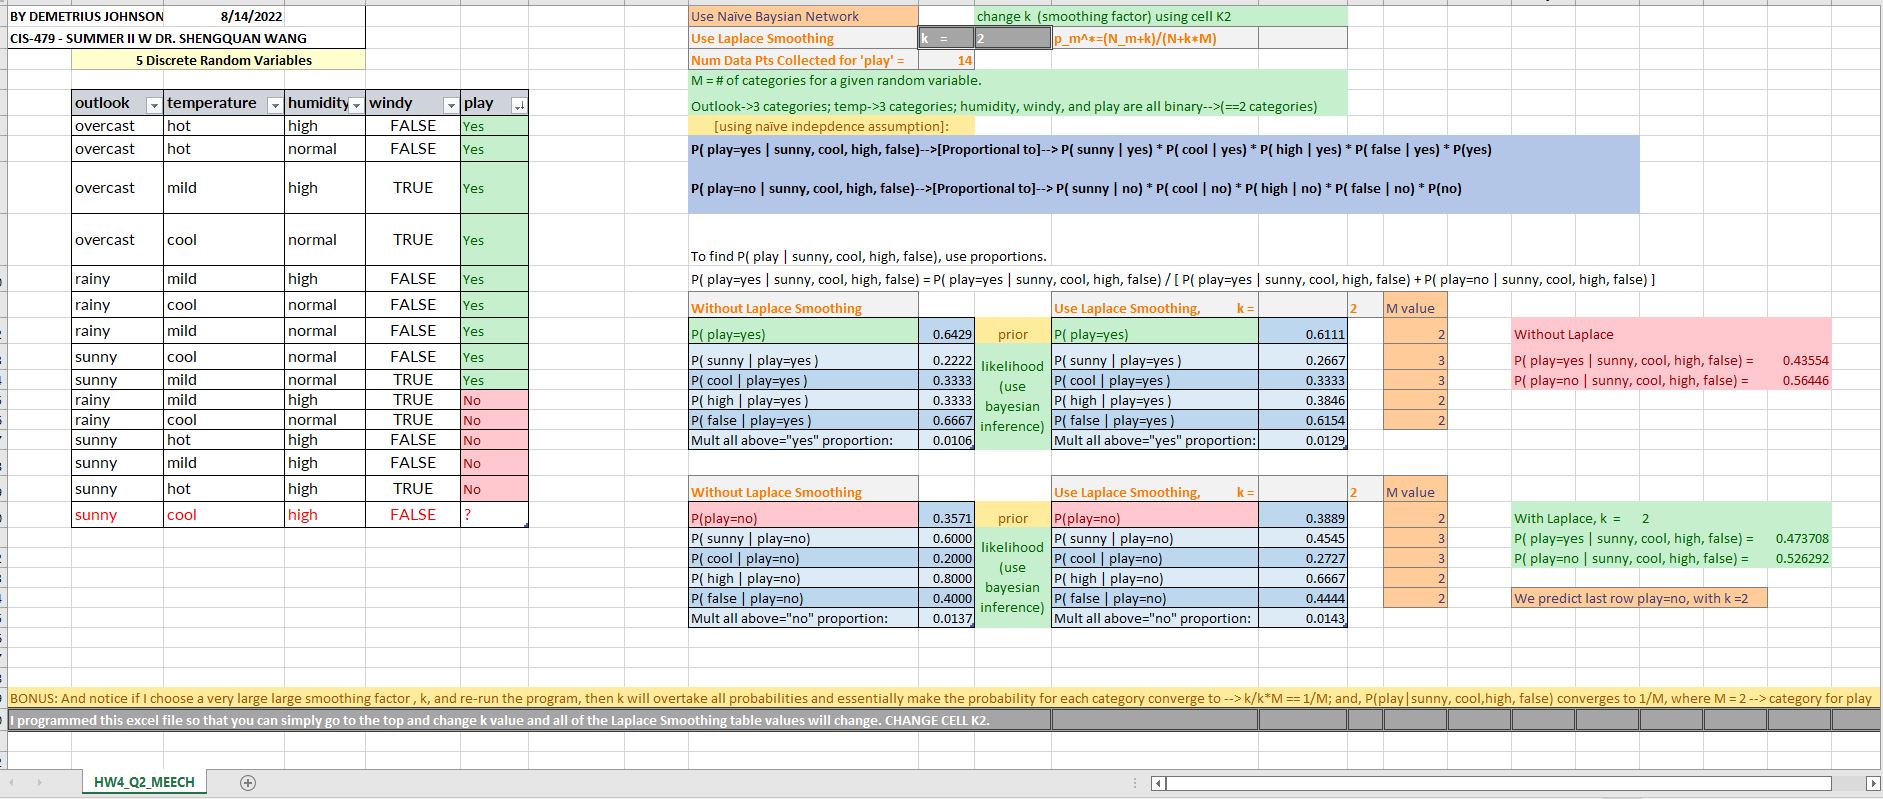 BY DEMETRIUS JOHNSON 8/14/2022
CIS-479 - SUMMER II W DR. SHENGQUAN WANG
5 Discrete Random Variables
outlook temperature humidity windy play
overcast hot high FALSE Yes
overcast hot normal FALSE Yes
overcast mild high TRUE Yes
overcast cool normal TRUE Yes
rainy mild high FALSE Yes
rainy cool normal FALSE Yes
rainy mild normal FALSE Yes
sunny cool normal FALSE Yes
sunny mild normal TRUE Yes
rainy mild high TRUE No
rainy cool normal TRUE No
sunny hot high FALSE No
sunny mild high FALSE No
sunny hot high TRUE No
sunny cool high FALSE ?
Use Naïve Baysian Network change k (smoothing factor) using cell K2
Use Laplace Smoothing k = 2 p_m^*=(N_m+k)/(N+k*M)
Num Data Pts Collected for 'play' = 14
M = # of categories for a given random variable.
Outlook->3 categories; temp->3 categories; humidity, windy, and play are all binary-->(==2 categories)
[using naïve indepdence assumption]:
P( play=yes | sunny, cool, high, false)-->[Proportional to]--> P( sunny | yes) * P( cool | yes) * P( high | yes) * P( false | yes) * P(yes)
P( play=no | sunny, cool, high, false)-->[Proportional to]--> P( sunny | no) * P( cool | no) * P( high | no) * P( false | no) * P(no)
To find P( play | sunny, cool, high, false), use proportions.
P( play=yes | sunny, cool, high, false) = P( play=yes | sunny, cool, high, false) / [ P( play=yes | sunny, cool, high, false) + P( play=no | sunny, cool, high, false) ]
Without Laplace Smoothing Use Laplace Smoothing, k = 2 M value
P( play=yes) 0.6429 prior P( play=yes) 0.6111 2
P( sunny | play=yes ) 0.2222 P( sunny | play=yes ) 0.2667 3
P( cool | play=yes ) 0.3333 P( cool | play=yes ) 0.3333 3
P( high | play=yes ) 0.3333 P( high | play=yes ) 0.3846 2
P( false | play=yes ) 0.6667 P( false | play=yes ) 0.6154 2
Mult all above="yes" proportion: 0.0106 Mult all above="yes" proportion: 0.0129
likelihood
(use
bayesian
inference)
Without Laplace
P( play=yes | sunny, cool, high, false) = 0.43554
P( play=no | sunny, cool, high, false) = 0.56446
Without Laplace Smoothing Use Laplace Smoothing, k = 2 M value
P(play=no) 0.3571 prior P(play=no) 0.3889 2
P( sunny | play=no) 0.6000 P( sunny | play=no) 0.4545 3
P( cool | play=no) 0.2000 P( cool | play=no) 0.2727 3
P( high | play=no) 0.8000 P( high | play=no) 0.6667 2
P( false | play=no) 0.4000 P( false | play=no) 0.4444 2
Mult all above="no" proportion: 0.0137 Mult all above="no" proportion: 0.0143
likelihood
(use
bayesian
inference)
With Laplace, k = 2
P( play=yes | sunny, cool, high, false) = 0.473708
P( play=no | sunny, cool, high, false) = 0.526292
We predict last row play=no, with k =2
BONUS: And notice if I choose a very large large smoothing factor , k, and re-run the program, then k will overtake all probabilities and essentially make the probability for each category converge to --> k/k*M == 1/M; and, P(play|sunny, cool,high, false) converges to 1/M, where M = 2 --> category for play
I programmed this excel file so that you can simply go to the top and change k value and all of the Laplace Smoothing table values will change. CHANGE CELL K2.
HW4_Q2_MEECH